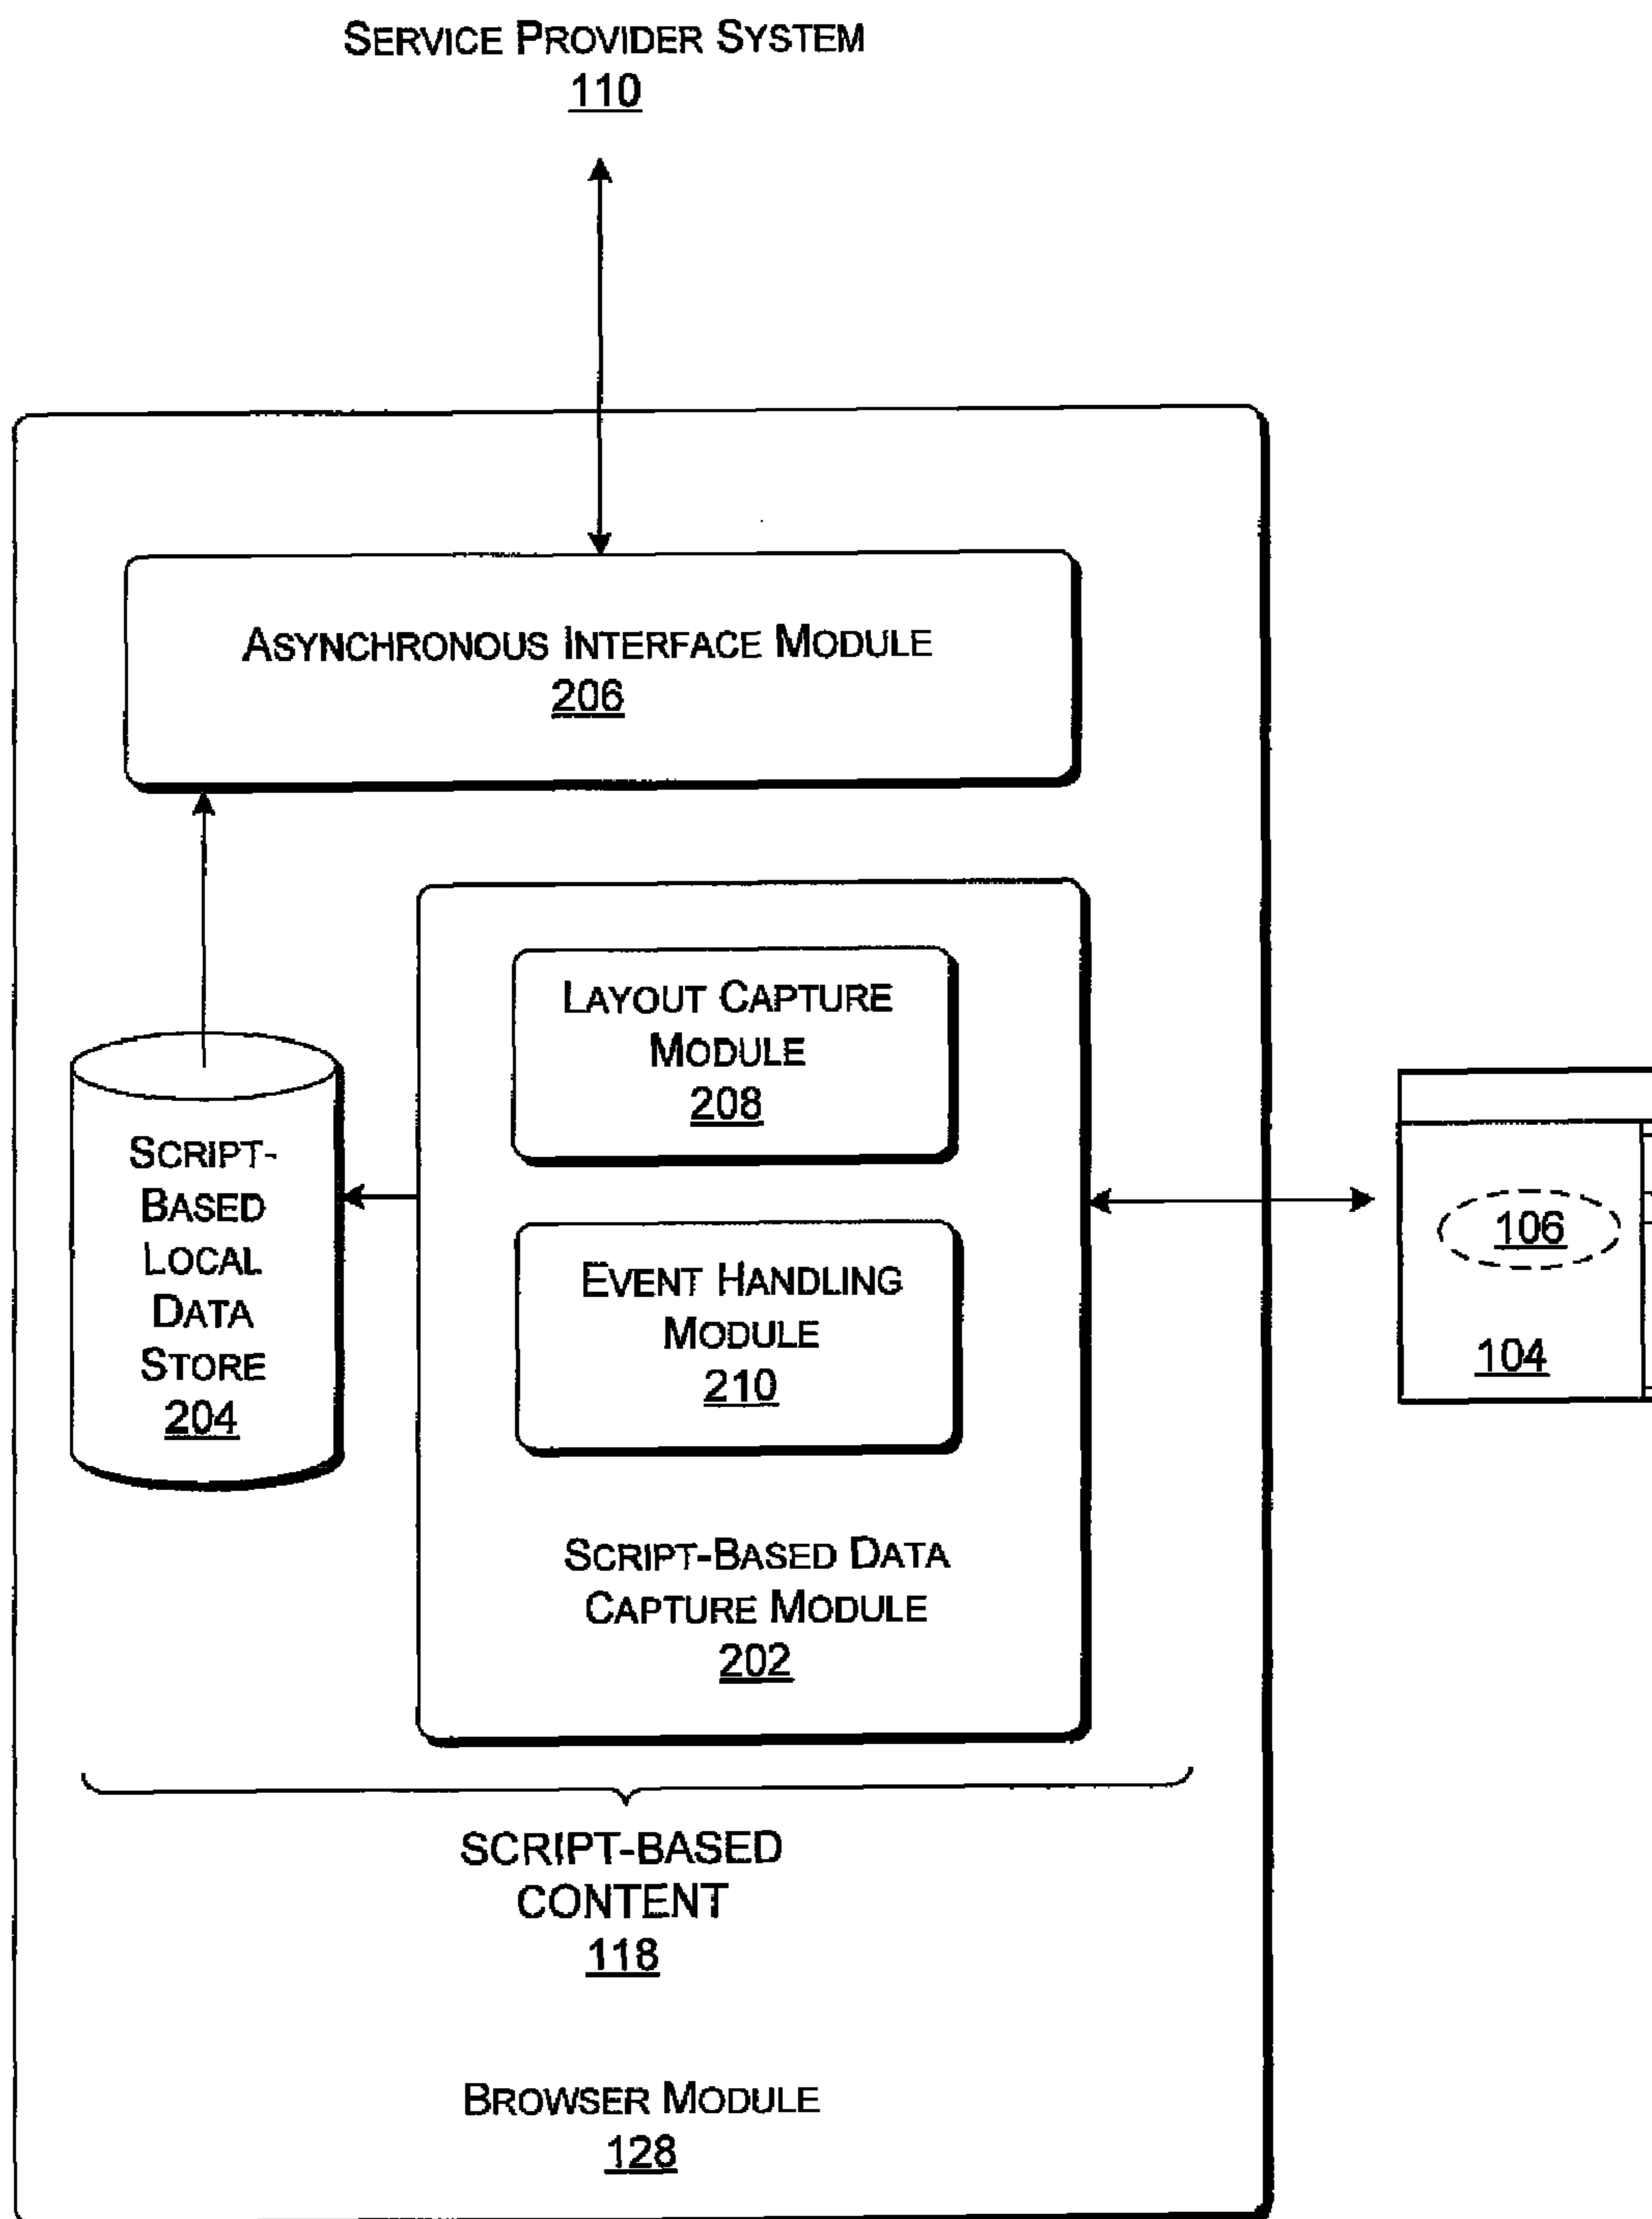 SERVICE PROVIDER SYSTEM
110
ASYNCHRONOUS INTERFACE MODULE
206
LAYOUT CAPTURE
MODULE
208
SCRIPT-
BASED
LOCAL
DATA
STORE
204
EVENT HANDLING
MODULE
210
106
104
SCRIPT-BASED DATA
CAPTURE MODULE
202
SCRIPT-BASED
CONTENT
118
BROWSER MODULE
128